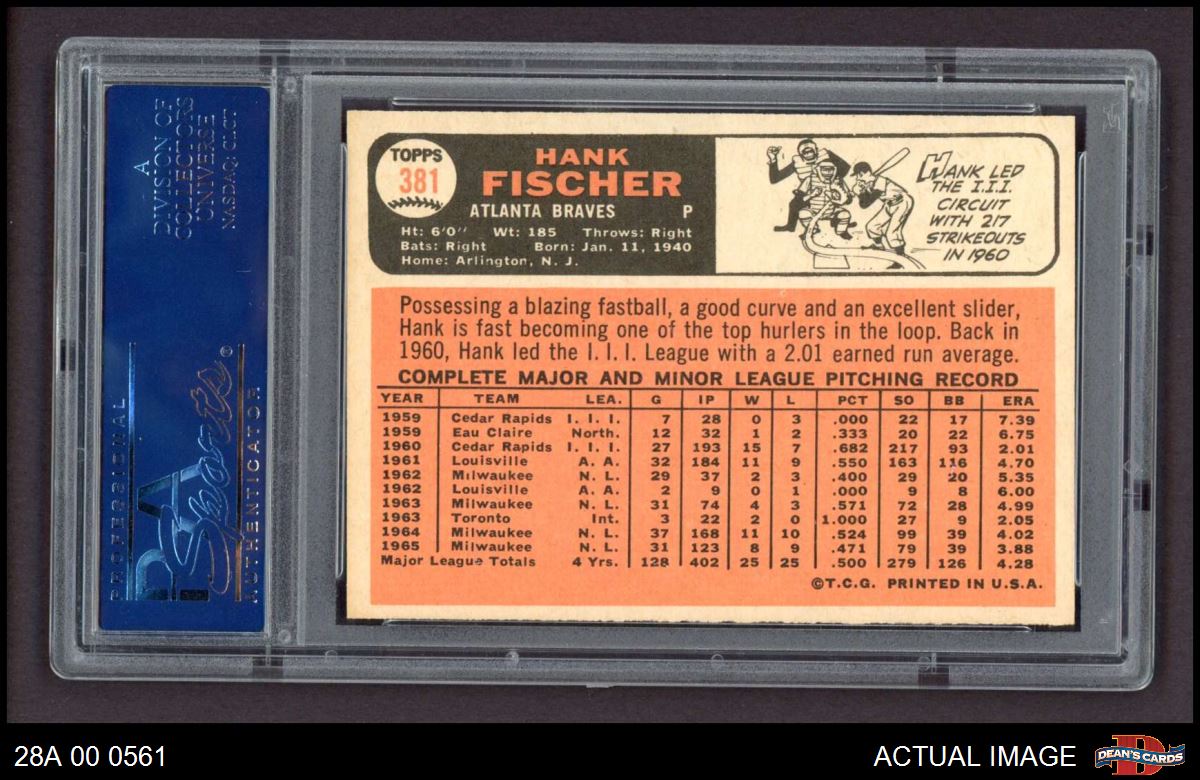 A
DIVISION OF
COLLECTORS
UNIVERSE
NASDAQ: CLCT
PROFESSIONAL
PSA
Sports®
AUTHENTICATOR
TOPPS
381
HANK
FISCHER
ATLANTA BRAVES P
Ht: 6'0" Wt: 185 Throws: Right
Bats: Right Born: Jan. 11, 1940
Home: Arlington, N. J.
HANK LED
THE I.I.I.
CIRCUIT
WITH 217
STRIKEOUTS
IN 1960
Possessing a blazing fastball, a good curve and an excellent slider,
Hank is fast becoming one of the top hurlers in the loop. Back in
1960, Hank led the I. I. I. League with a 2.01 earned run average.
COMPLETE MAJOR AND MINOR LEAGUE PITCHING RECORD
YEAR TEAM LEA. G IP W L PCT SO BB ERA
1959 Cedar Rapids I. I. I. 7 28 0 3 .000 22 17 7.39
1959 Eau Claire North. 12 32 1 2 .333 20 22 6.75
1960 Cedar Rapids I. I. I. 27 193 15 7 .682 217 93 2.01
1961 Louisville A. A. 32 184 11 9 .550 163 116 4.70
1962 Milwaukee N. L. 29 37 2 3 .400 29 20 5.35
1962 Louisville A. A. 2 9 0 1 .000 9 8 6.00
1963 Milwaukee N. L. 31 74 4 3 .571 72 28 4.99
1963 Toronto Int. 3 22 2 0 1.000 27 9 2.05
1964 Milwaukee N. L. 37 168 11 10 .524 99 39 4.02
1965 Milwaukee N. L. 31 123 8 9 .471 79 39 3.88
Major League Totals 4 Yrs. 128 402 25 25 .500 279 126 4.28
©T.C.G. PRINTED IN U.S.A.
28A 00 0561
ACTUAL IMAGE
D
DEAN'S CARDS